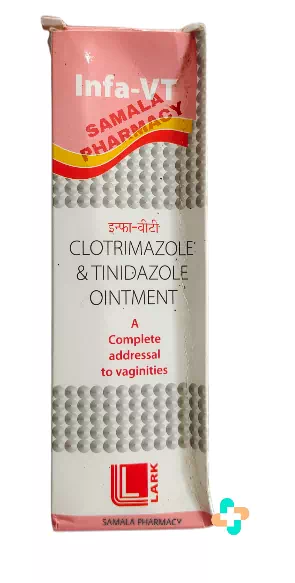 Infa-VT
SAMALA
PHARMACY
इन्फा-वीटी
CLOTRIMAZOLE
& TINIDAZOLE
OINTMENT
A
Complete
addressal
to vaginities
LARK
SAMALA PHARMACY